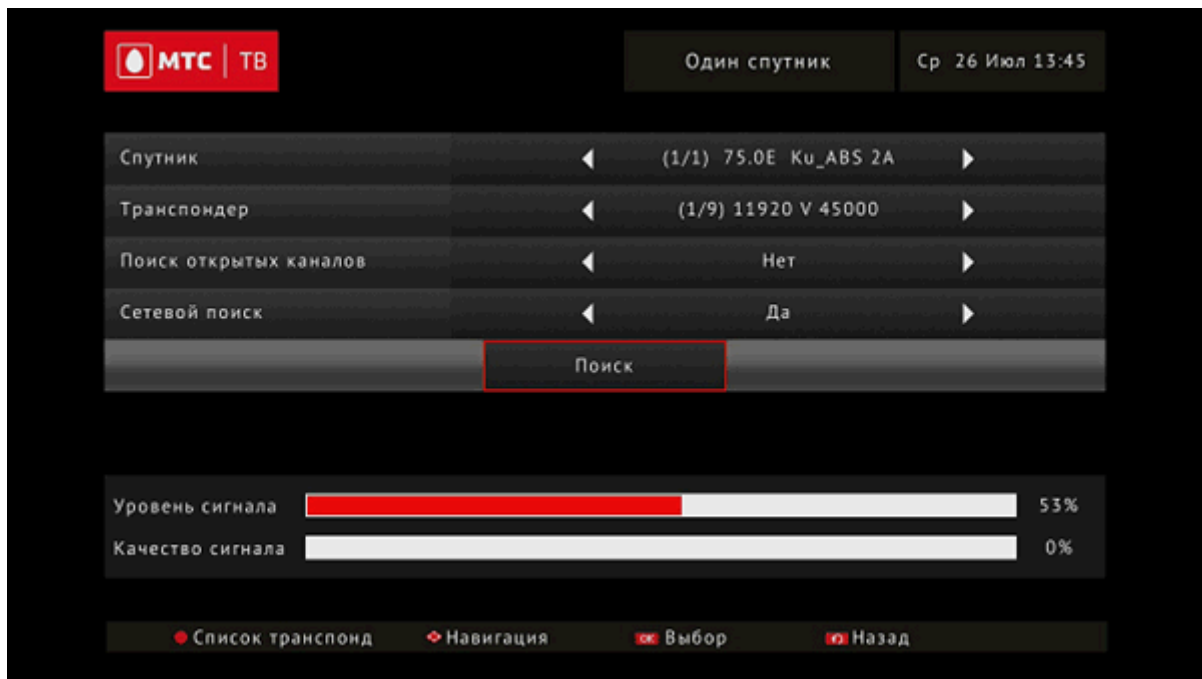 МТС | ТВ
Один спутник
Ср 26 Июл 13:45
Спутник (1/1) 75.0E Ku_ABS 2A
Транспондер (1/9) 11920 V 45000
Поиск открытых каналов Нет
Сетевой поиск Да
Поиск
Уровень сигнала 53%
Качество сигнала 0%
Список транспонд Навигация OK Выбор Назад